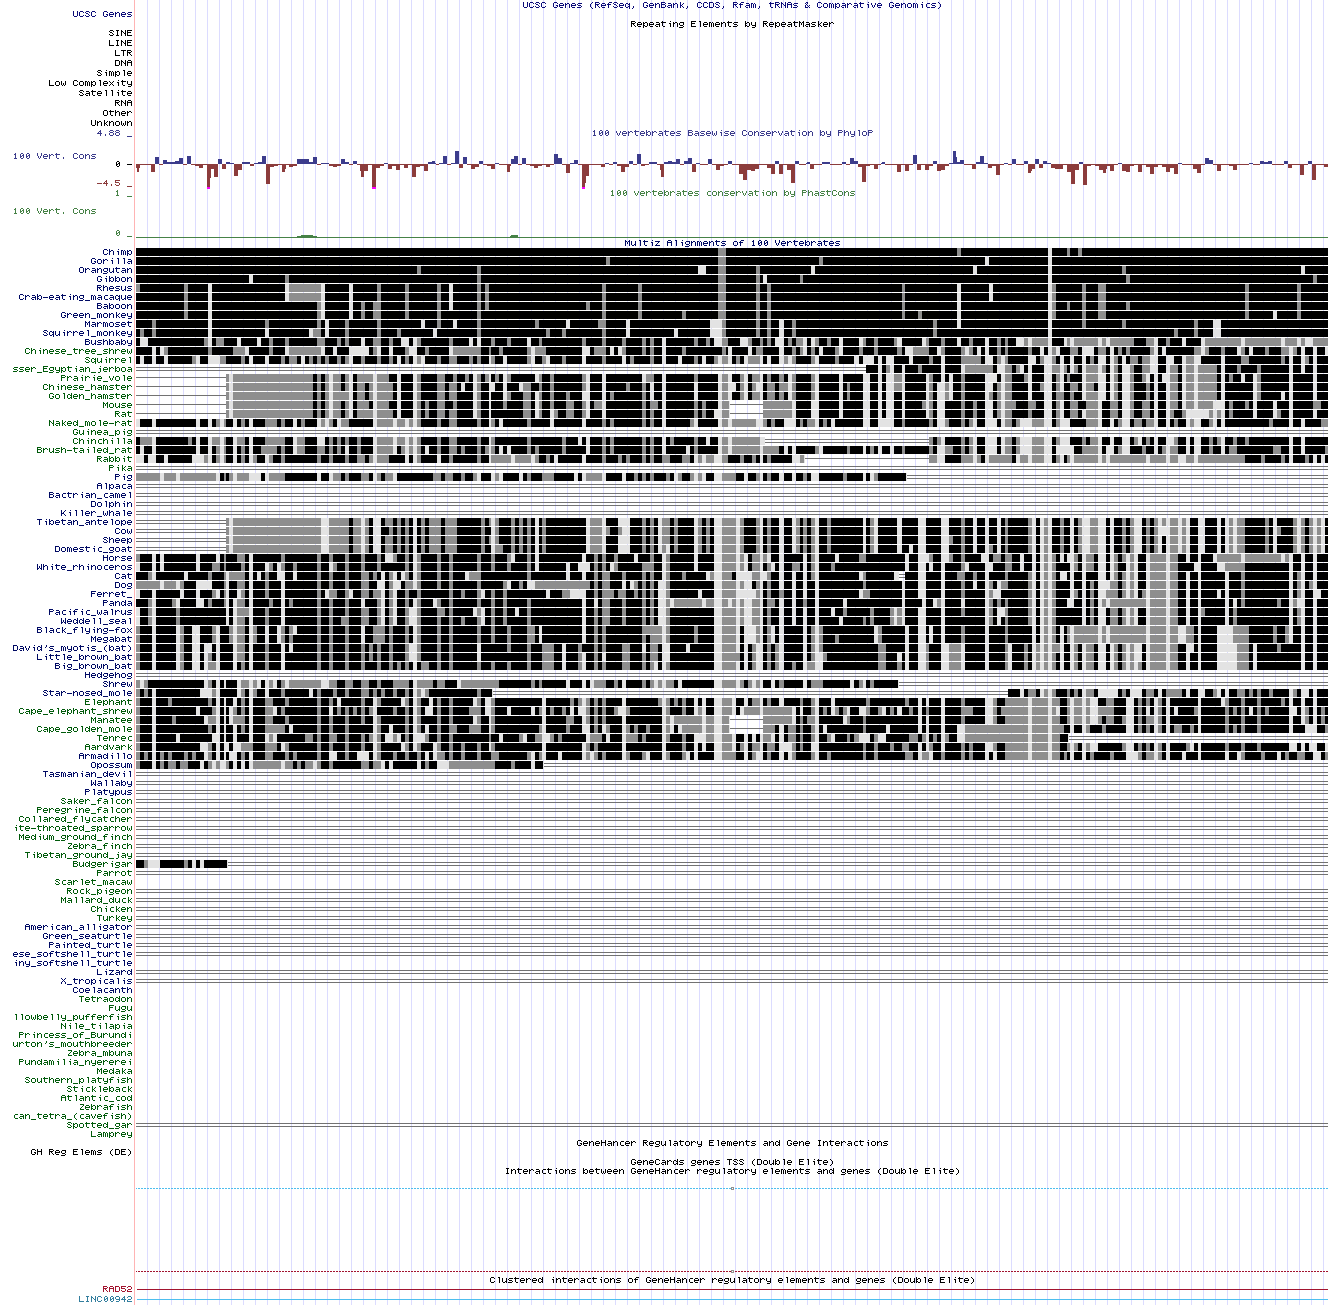 UCSC Genes (RefSeq, GenBank, CCDS, Rfam, tRNAs & Comparative Genomics)
UCSC Genes
Repeating Elements by RepeatMasker
SINE
LINE
LTR
DNA
Simple
Low Complexity
Satellite
RNA
Other
Unknown
100 vertebrates Basewise Conservation by PhyloP
4.88 _
100 Vert. Cons
0 _
-4.5 _
100 vertebrates conservation by PhastCons
1 _
100 Vert. Cons
0 _
Multiz Alignments of 100 Vertebrates
Chimp
Gorilla
Orangutan
Gibbon
Rhesus
Crab-eating_macaque
Baboon
Green_monkey
Marmoset
Squirrel_monkey
Bushbaby
Chinese_tree_shrew
Squirrel
sser_Egyptian_jerboa
Prairie_vole
Chinese_hamster
Golden_hamster
Mouse
Rat
Naked_mole-rat
Guinea_pig
Chinchilla
Brush-tailed_rat
Rabbit
Pika
Pig
Alpaca
Bactrian_camel
Dolphin
Killer_whale
Tibetan_antelope
Cow
Sheep
Domestic_goat
Horse
White_rhinoceros
Cat
Dog
Ferret_
Panda
Pacific_walrus
Weddell_seal
Black_flying-fox
Megabat
David's_myotis_(bat)
Little_brown_bat
Big_brown_bat
Hedgehog
Shrew
Star-nosed_mole
Elephant
Cape_elephant_shrew
Manatee
Cape_golden_mole
Tenrec
Aardvark
Armadillo
Opossum
Tasmanian_devil
Wallaby
Platypus
Saker_falcon
Peregrine_falcon
Collared_flycatcher
ite-throated_sparrow
Medium_ground_finch
Zebra_finch
Tibetan_ground_jay
Budgerigar
Parrot
Scarlet_macaw
Rock_pigeon
Mallard_duck
Chicken
Turkey
American_alligator
Green_seaturtle
Painted_turtle
ese_softshell_turtle
iny_softshell_turtle
Lizard
X_tropicalis
Coelacanth
Tetraodon
Fugu
llowbelly_pufferfish
Nile_tilapia
Princess_of_Burundi
urton's_mouthbreeder
Zebra_mbuna
Pundamilia_nyererei
Medaka
Southern_platyfish
Stickleback
Atlantic_cod
Zebrafish
can_tetra_(cavefish)
Spotted_gar
Lamprey
GeneHancer Regulatory Elements and Gene Interactions
GH Reg Elems (DE)
GeneCards genes TSS (Double Elite)
Interactions between GeneHancer regulatory elements and genes (Double Elite)
Clustered interactions of GeneHancer regulatory elements and genes (Double Elite)
RAD52
LINC00942